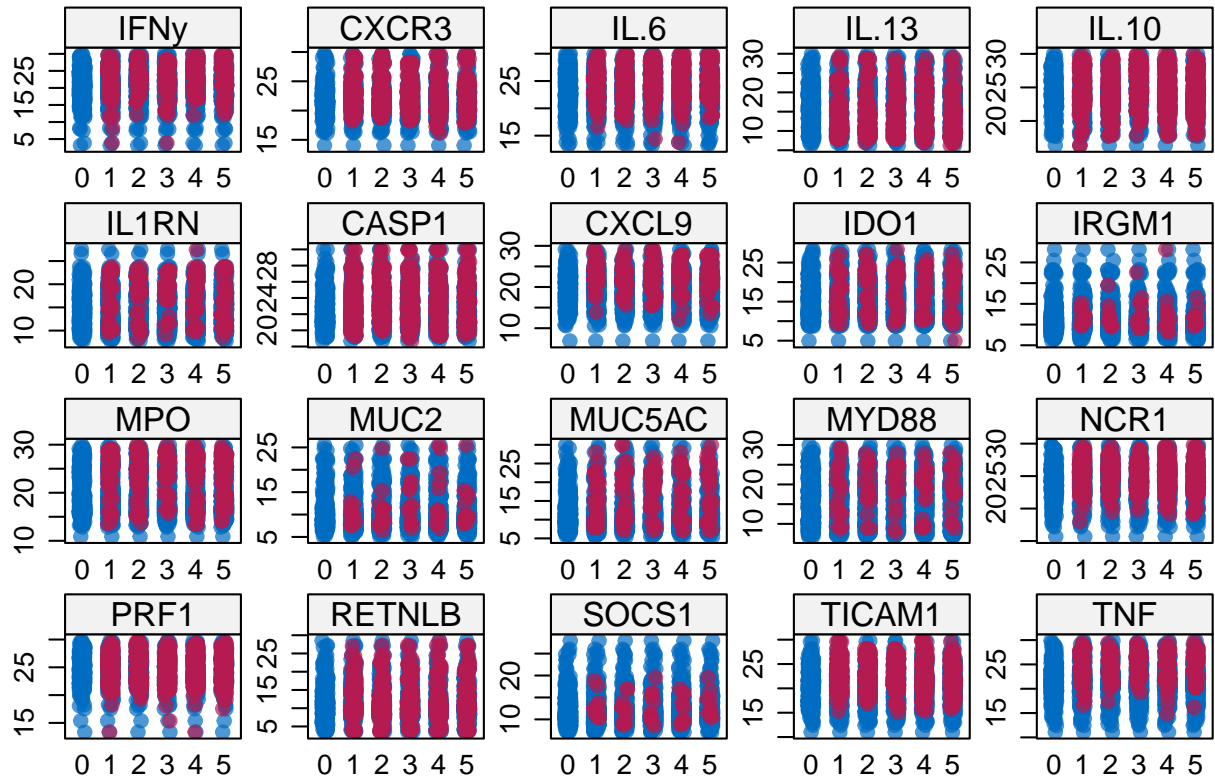 IFNy CXCR3 IL.6 IL.13 IL.10
5 15 25 15 25 15 25 10 20 30 20 25 30
0 1 2 3 4 5 0 1 2 3 4 5 0 1 2 3 4 5 0 1 2 3 4 5 0 1 2 3 4 5
IL1RN CASP1 CXCL9 IDO1 IRGM1
10 20 20 24 28 10 20 30 5 15 25 5 15 25
0 1 2 3 4 5 0 1 2 3 4 5 0 1 2 3 4 5 0 1 2 3 4 5 0 1 2 3 4 5
MPO MUC2 MUC5AC MYD88 NCR1
10 20 30 5 15 25 5 15 25 10 20 30 20 25 30
0 1 2 3 4 5 0 1 2 3 4 5 0 1 2 3 4 5 0 1 2 3 4 5 0 1 2 3 4 5
PRF1 RETNLB SOCS1 TICAM1 TNF
15 25 5 15 25 10 20 15 25 15 25
0 1 2 3 4 5 0 1 2 3 4 5 0 1 2 3 4 5 0 1 2 3 4 5 0 1 2 3 4 5